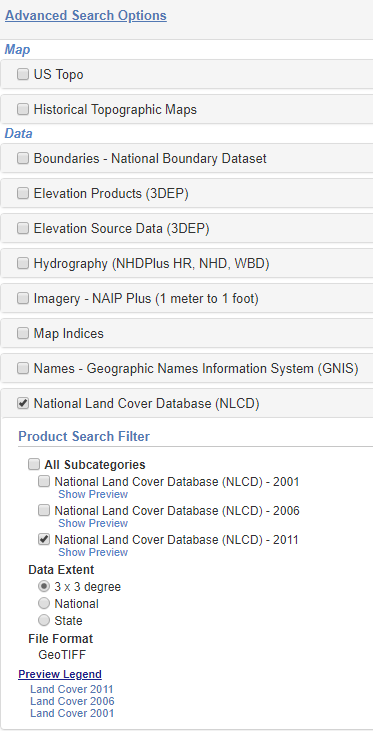 Advanced Search Options
Map
US Topo
Historical Topographic Maps
Data
Boundaries - National Boundary Dataset
Elevation Products (3DEP)
Elevation Source Data (3DEP)
Hydrography (NHDPlus HR, NHD, WBD)
Imagery - NAIP Plus (1 meter to 1 foot)
Map Indices
Names - Geographic Names Information System (GNIS)
National Land Cover Database (NLCD)
Product Search Filter
All Subcategories
National Land Cover Database (NLCD) - 2001
Show Preview
National Land Cover Database (NLCD) - 2006
Show Preview
National Land Cover Database (NLCD) - 2011
Show Preview
Data Extent
3 x 3 degree
National
State
File Format
GeoTIFF
Preview Legend
Land Cover 2011
Land Cover 2006
Land Cover 2001